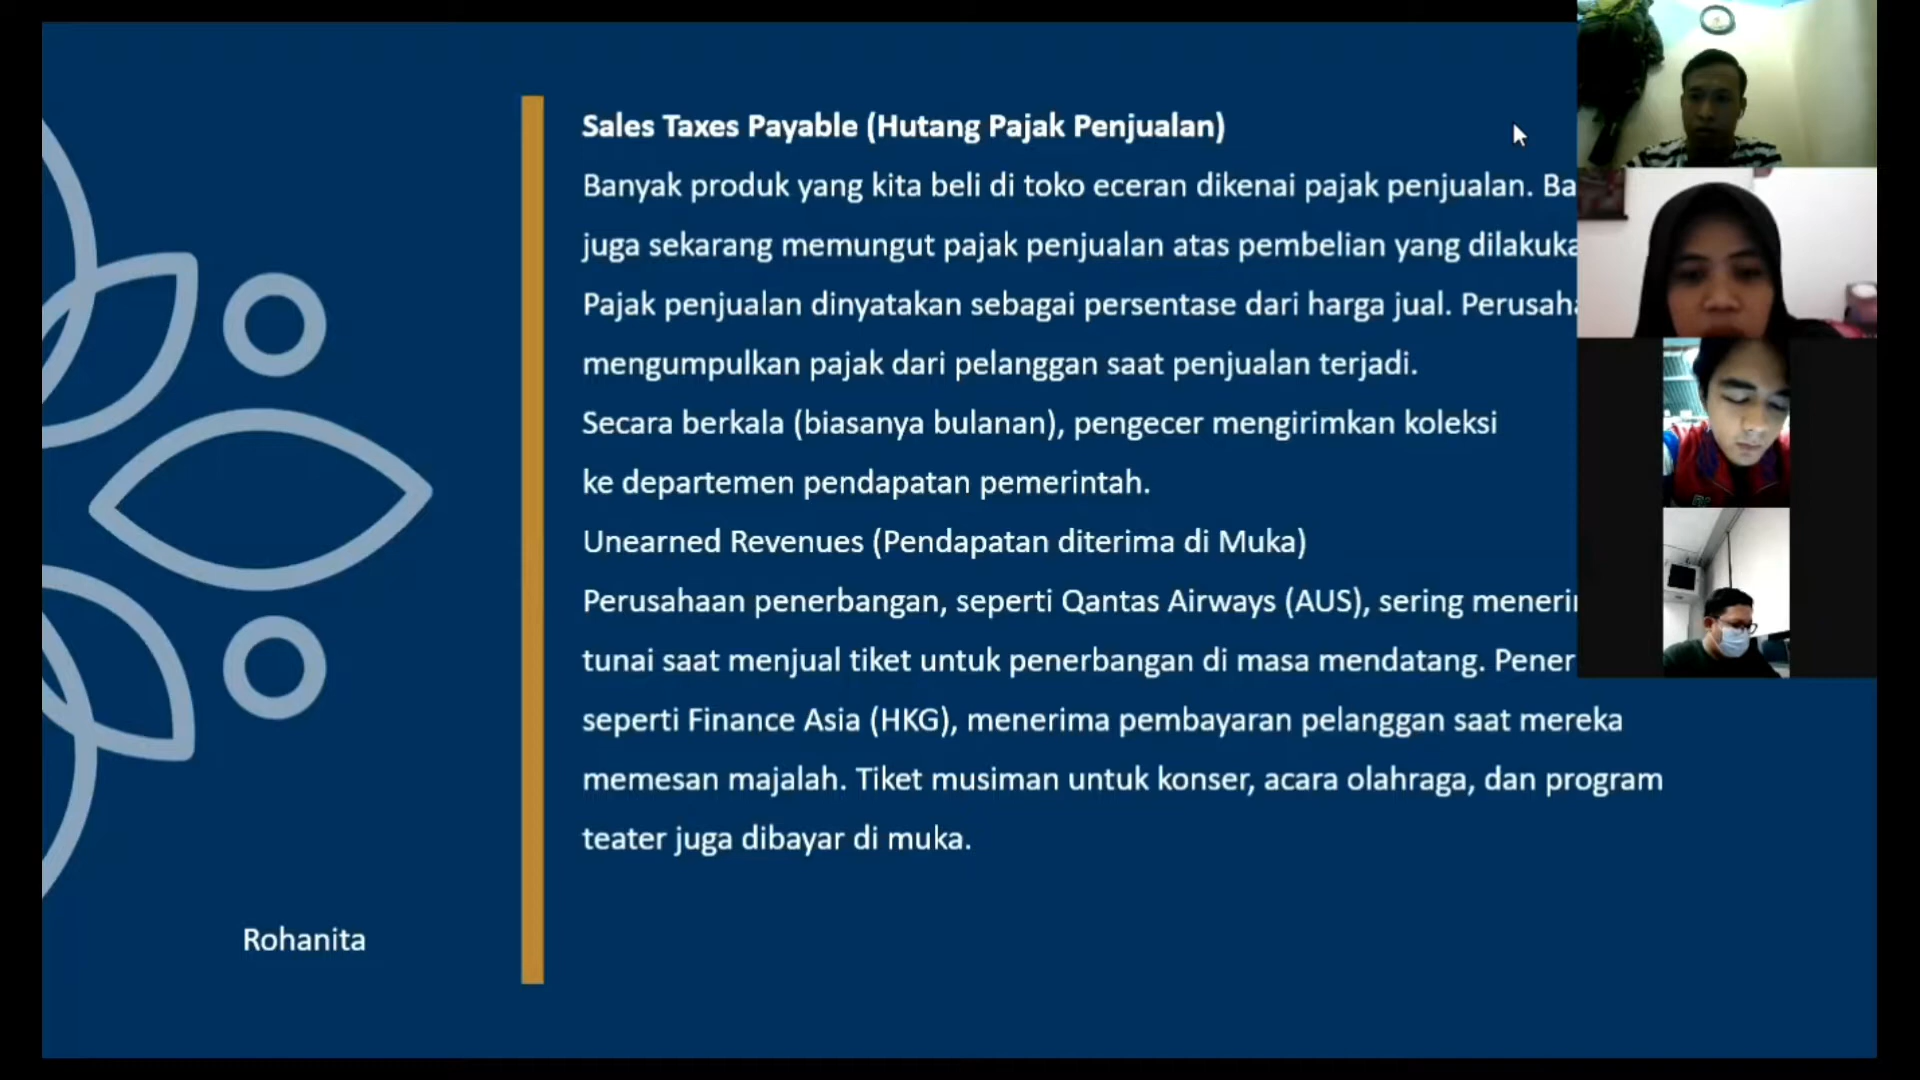 Sales Taxes Payable (Hutang Pajak Penjualan)
Banyak produk yang kita beli di toko eceran dikenai pajak penjualan.
juga sekarang memungut pajak penjualan atas pembelian yang
Pajak penjualan dinyatakan sebagai persentase dari harga jual.
mengumpulkan pajak dari pelanggan saat penjualan terjadi.
Secara berkala (biasanya bulanan), pengecer mengirimkan koleksi
ke departemen pendapatan pemerintah.
Unearned Revenues (Pendapatan diterima di Muka)
Perusahaan penerbangan, seperti Qantas Airways (AUS), sering
tunai saat menjual tiket untuk penerbangan di masa mendatang.
seperti Finance Asia (HKG), menerima pembayaran pelanggan saat mereka
memesan majalah. Tiket musiman untuk konser, acara olahraga, dan program
teater juga dibayar di muka.
Rohanita